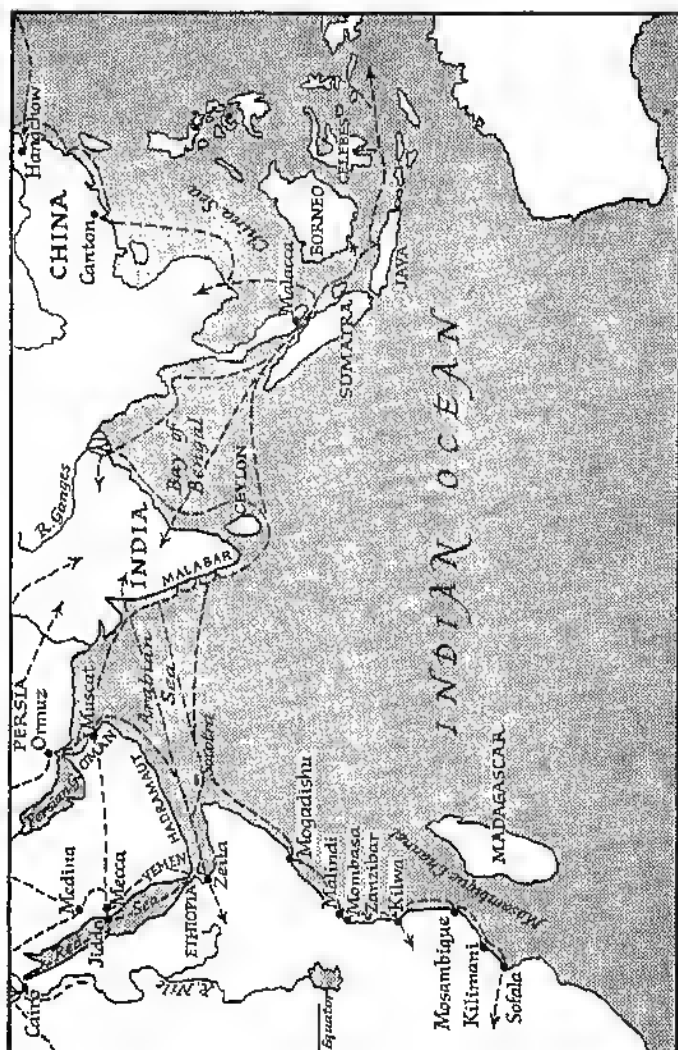 Hangchow
CHINA
Canton
China Sea
CELEBES
BORNEO
Malacca
JAVA
SUMATRA
R. Ganges
Bay of
Bengal
CEYLON
INDIA
MALABAR
PERSIA
Ormuz
Muscat
Arabian
Sea
Persian G.
OMAN
HADRAMAUT
Socotra
INDIAN OCEAN
Medina
Mecca
Jidda
Red
Sea
YEMEN
Zeila
ETHIOPIA
Cairo
R. Nile
Equator
Mogadishu
Malindi
Mombasa
Zanzibar
Kilwa
MADAGASCAR
Mosambique Channel
Mosambique
Kilimani
Sofala